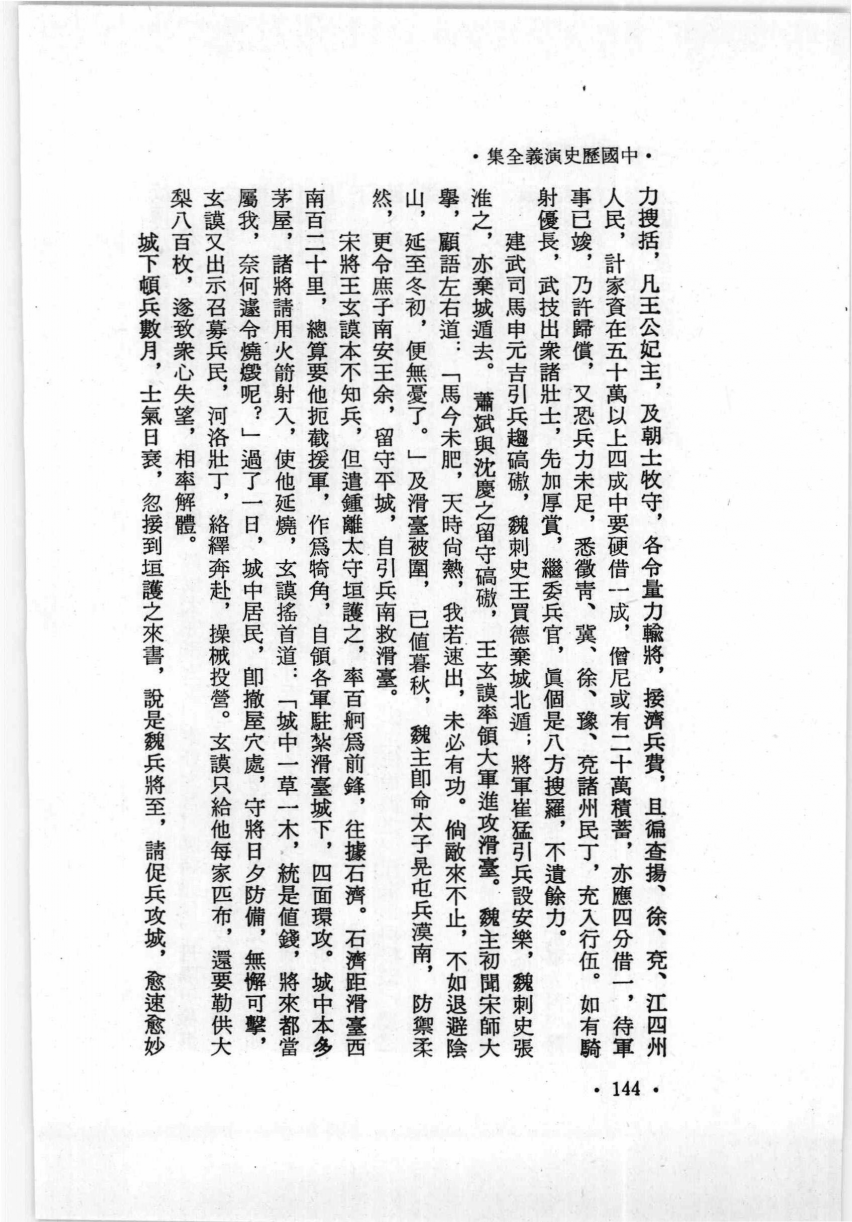 ·中國歷史演義全集·
力搜括，凡王公妃主，及朝士牧守，各令量力輸將，接濟兵費，且徧查揚、徐、兗、江四州
人民，計家資在五十萬以上四成中要硬借一成，僧尼或有二十萬積蓄，亦應四分借一，待軍
事已竣，乃許歸償，又恐兵力未足，悉徵靑、冀、徐、豫、兗諸州民丁，充入行伍。如有騎
射優長，武技出衆諸壯士，先加厚賞，繼委兵官，眞個是八方搜羅，不遺餘力。
建武司馬申元吉引兵趨碻磝，魏刺史王買德棄城北遁；將軍崔猛引兵設安樂，魏刺史張
淮之，亦棄城遁去。蕭斌與沈慶之留守碻磝，王玄謨率領大軍進攻滑臺。魏主初聞宋師大
擧，顧語左右道：「馬今未肥，天時尙熱，我若速出，未必有功。倘敵來不止，不如退避陰
山，延至冬初，便無憂了。」及滑臺被圍，已値暮秋，魏主卽命太子晃屯兵漠南，防禦柔
然，更令庶子南安王余，留守平城，自引兵南救滑臺。
宋將王玄謨本不知兵，但遣鍾離太守垣護之，率百舸爲前鋒，往據石濟。石濟距滑臺西
南百二十里，總算要他扼截援軍，作爲犄角，自領各軍駐紮滑臺城下，四面環攻。城中本多
茅屋，諸將請用火箭射入，使他延燒，玄謨搖首道：「城中一草一木，統是値錢，將來都當
屬我，奈何遽令燒燬呢？」過了一日，城中居民，卽撤屋穴處，守將日夕防備，無懈可擊，
玄謨又出示召募兵民，河洛壯丁，絡繹奔赴，操械投營。玄謨只給他每家匹布，還要勒供大
梨八百枚，遂致衆心失望，相率解體。
城下頓兵數月，士氣日衰，忽接到垣護之來書，說是魏兵將至，請促兵攻城，愈速愈妙
·144·